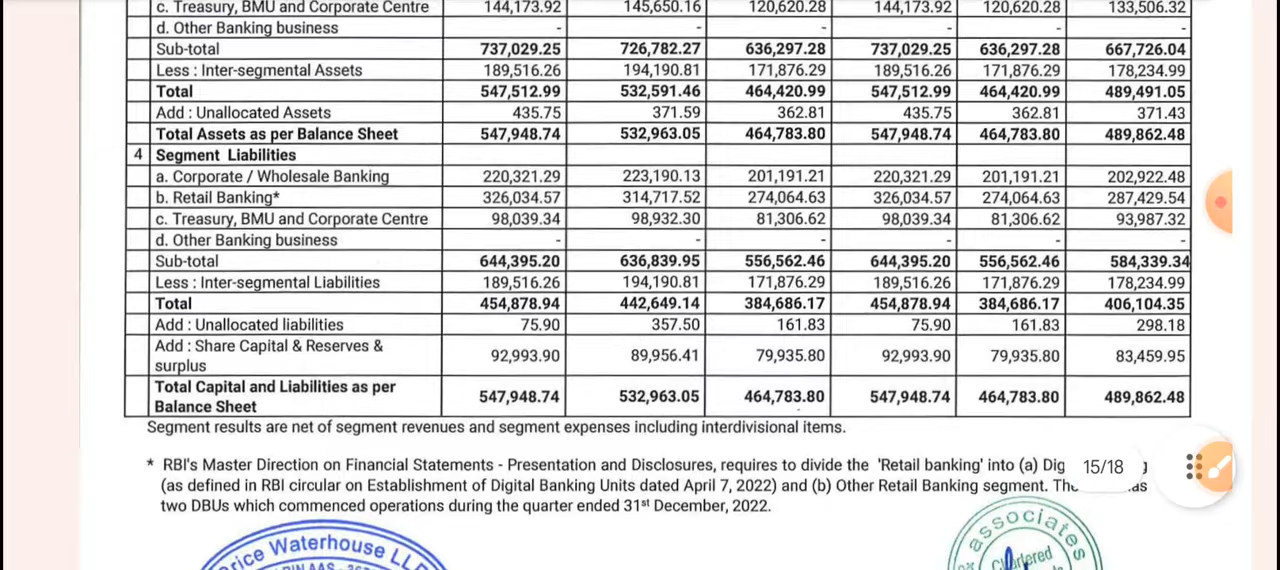 c. Treasury, BMU and Corporate Centre 144,173.92 145,650.16 120,620.28 144,173.92 120,620.28 133,506.32
d. Other Banking business - - - - - -
Sub-total 737,029.25 726,782.27 636,297.28 737,029.25 636,297.28 667,726.04
Less : Inter-segmental Assets 189,516.26 194,190.81 171,876.29 189,516.26 171,876.29 178,234.99
Total 547,512.99 532,591.46 464,420.99 547,512.99 464,420.99 489,491.05
Add : Unallocated Assets 435.75 371.59 362.81 435.75 362.81 371.43
Total Assets as per Balance Sheet 547,948.74 532,963.05 464,783.80 547,948.74 464,783.80 489,862.48
4 Segment Liabilities
a. Corporate / Wholesale Banking 220,321.29 223,190.13 201,191.21 220,321.29 201,191.21 202,922.48
b. Retail Banking* 326,034.57 314,717.52 274,064.63 326,034.57 274,064.63 287,429.54
c. Treasury, BMU and Corporate Centre 98,039.34 98,932.30 81,306.62 98,039.34 81,306.62 93,987.32
d. Other Banking business - - - - - -
Sub-total 644,395.20 636,839.95 556,562.46 644,395.20 556,562.46 584,339.34
Less : Inter-segmental Liabilities 189,516.26 194,190.81 171,876.29 189,516.26 171,876.29 178,234.99
Total 454,878.94 442,649.14 384,686.17 454,878.94 384,686.17 406,104.35
Add : Unallocated liabilities 75.90 357.50 161.83 75.90 161.83 298.18
Add : Share Capital & Reserves &
surplus 92,993.90 89,956.41 79,935.80 92,993.90 79,935.80 83,459.95
Total Capital and Liabilities as per
Balance Sheet 547,948.74 532,963.05 464,783.80 547,948.74 464,783.80 489,862.48
Segment results are net of segment revenues and segment expenses including interdivisional items.
* RBI's Master Direction on Financial Statements - Presentation and Disclosures, requires to divide the 'Retail banking' into (a) Dig
15/18
(as defined in RBI circular on Establishment of Digital Banking Units dated April 7, 2022) and (b) Other Retail Banking segment.
two DBUs which commenced operations during the quarter ended 31st December, 2022.
Price Waterhouse LLP
associates
Chartered